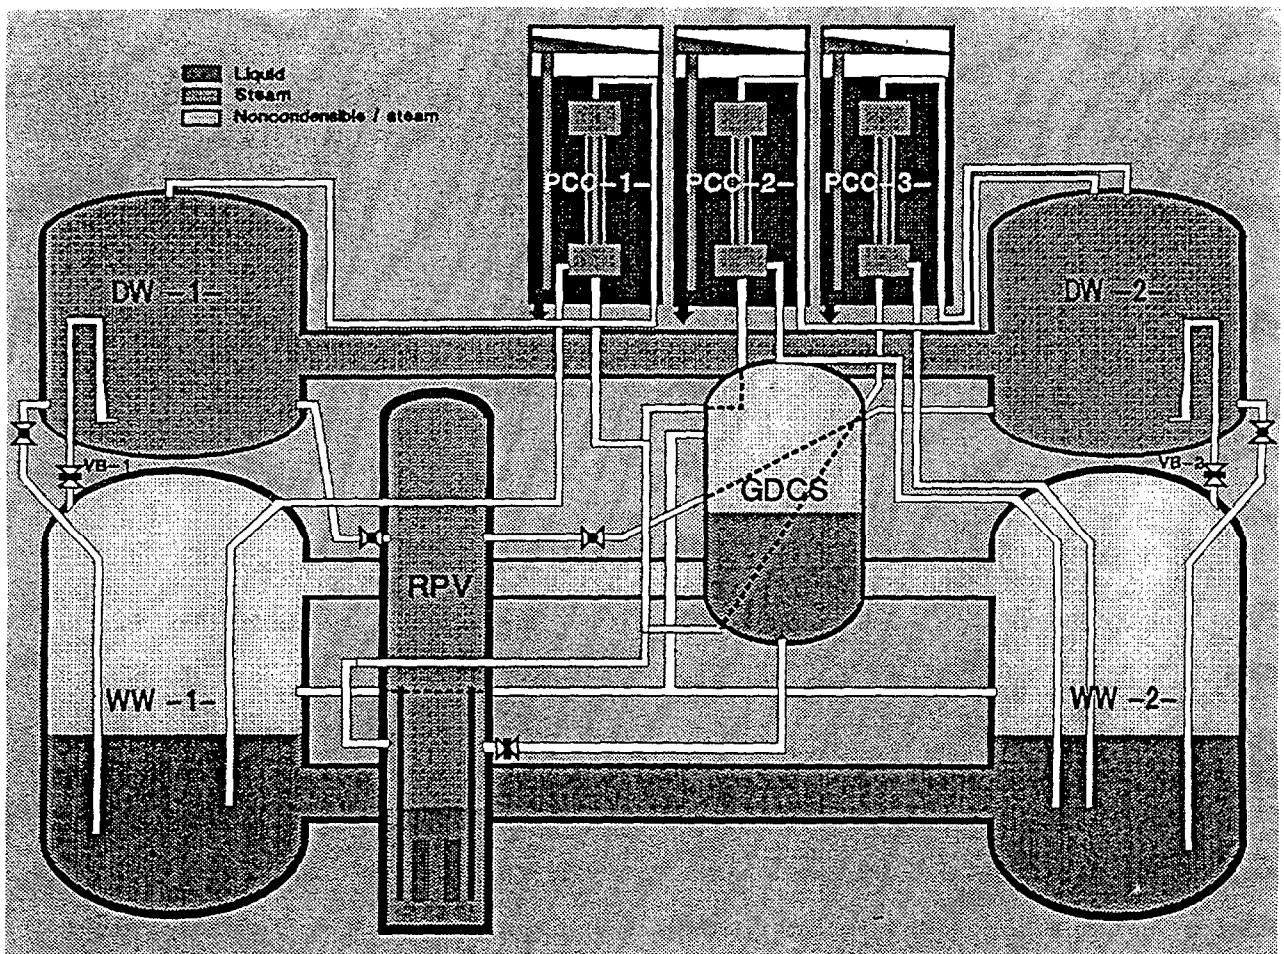 Liquid
Steam
Noncondensible / steam
PCC-1-
PCC-2-
PCC-3-
DW -1-
DW -2-
VB-1
VB-2
GDCS
RPV
WW -1-
WW -2-